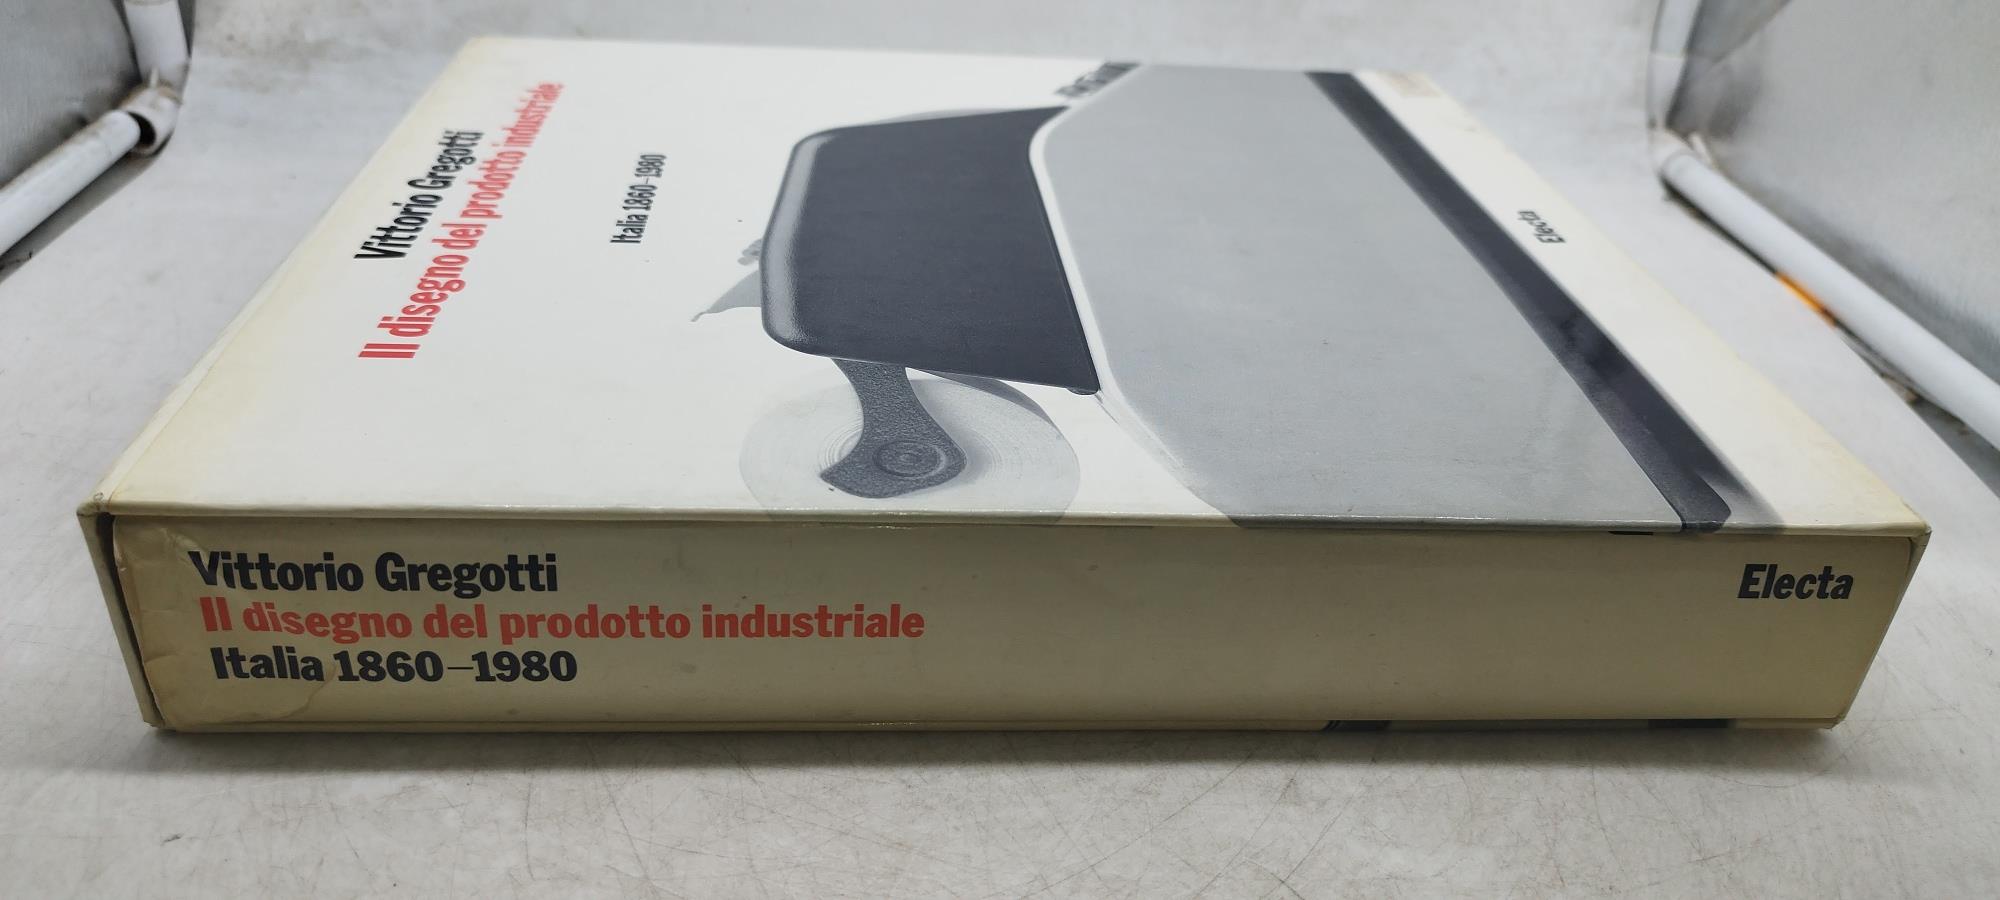 Vittorio Gregotti
Il disegno del prodotto industriale
Italia 1860–1980
Electa
Vittorio Gregotti
Il disegno del prodotto industriale
Italia 1860–1980
Electa